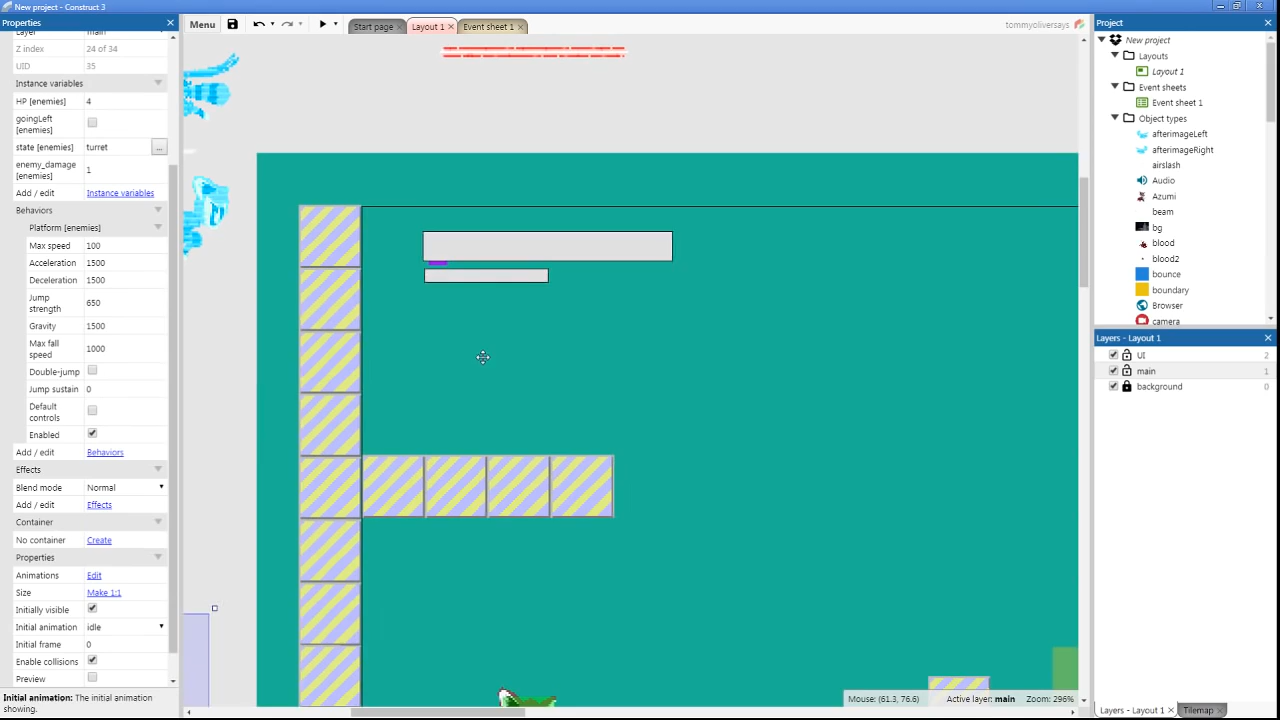 New project - Construct 3
Properties
Menu
Start page
Layout 1
Event sheet 1
tommyoliversays
Project
Z index 24 of 34
UID 35
Instance variables
HP [enemies] 4
goingLeft
[enemies]
state [enemies] turret ...
enemy_damage
[enemies] 1
Add / edit Instance variables
Behaviors
Platform [enemies]
Max speed 100
Acceleration 1500
Deceleration 1500
Jump
strength 650
Gravity 1500
Max fall
speed 1000
Double-jump
Jump sustain 0
Default
controls
Enabled
Add / edit Behaviors
Effects
Blend mode Normal
Add / edit Effects
Container
No container Create
Properties
Animations Edit
Size Make 1:1
Initially visible
Initial animation idle
Initial frame 0
Enable collisions
Preview
Initial animation: The initial animation
showing.
Mouse: (61.3, 76.6) Active layer: main Zoom: 296%
New project
Layouts
Layout 1
Event sheets
Event sheet 1
Object types
afterimageLeft
afterimageRight
airslash
Audio
Azumi
beam
bg
blood
blood2
bounce
boundary
Browser
camera
Layers - Layout 1
UI 2
main 1
background 0
Layers - Layout 1
Tilemap